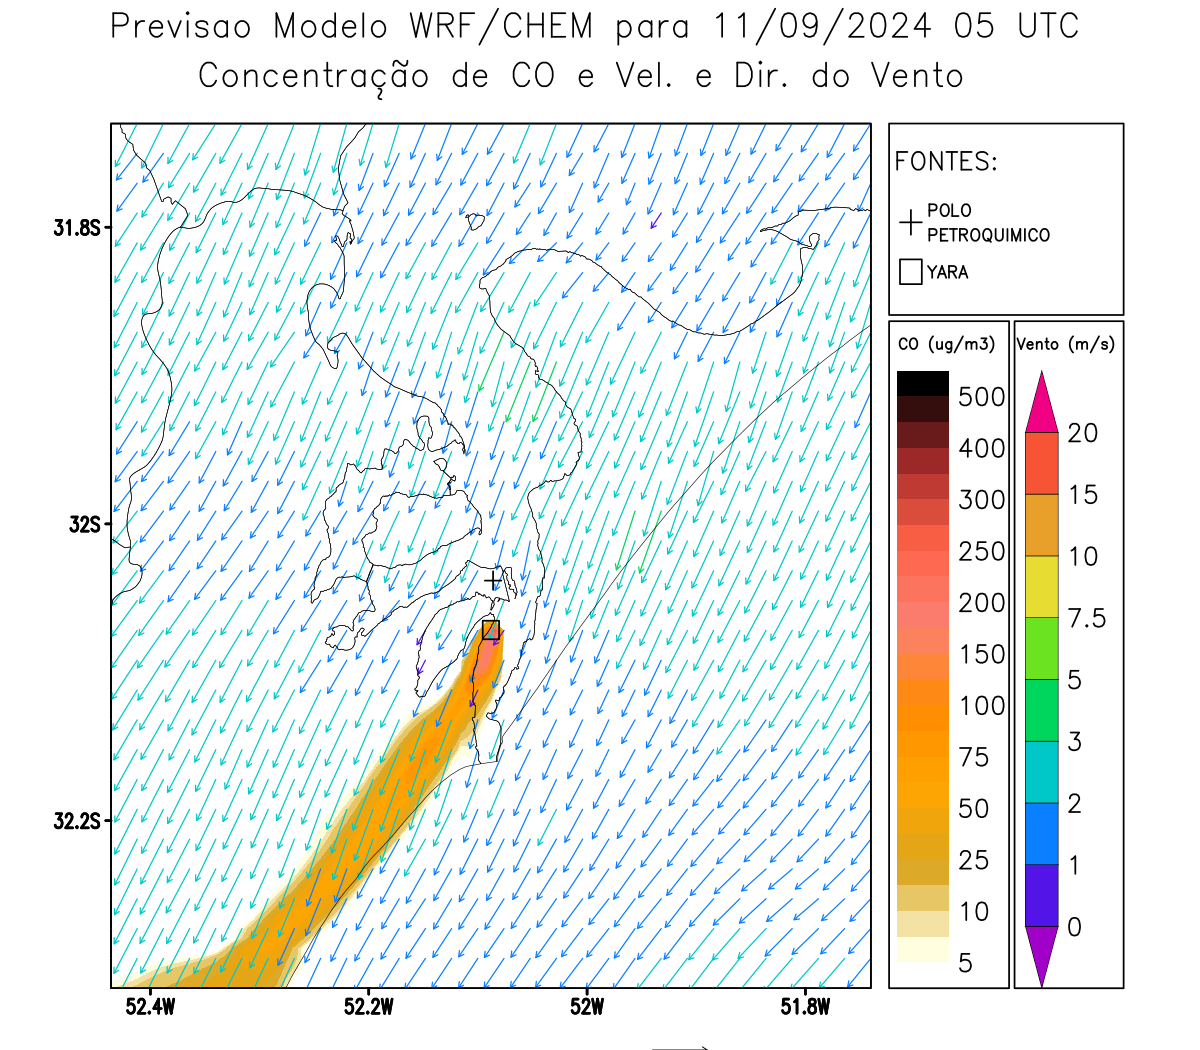 Previsao Modelo WRF/CHEM para 11/09/2024 05 UTC
Concentração de CO e Vel. e Dir. do Vento
FONTES:
POLO
PETROQUIMICO
YARA
CO (ug/m3)
500
400
300
250
200
150
100
75
50
25
10
5
Vento (m/s)
20
15
10
7.5
5
3
2
1
0
31.8S
32S
32.2S
52.4W
52.2W
52W
51.8W